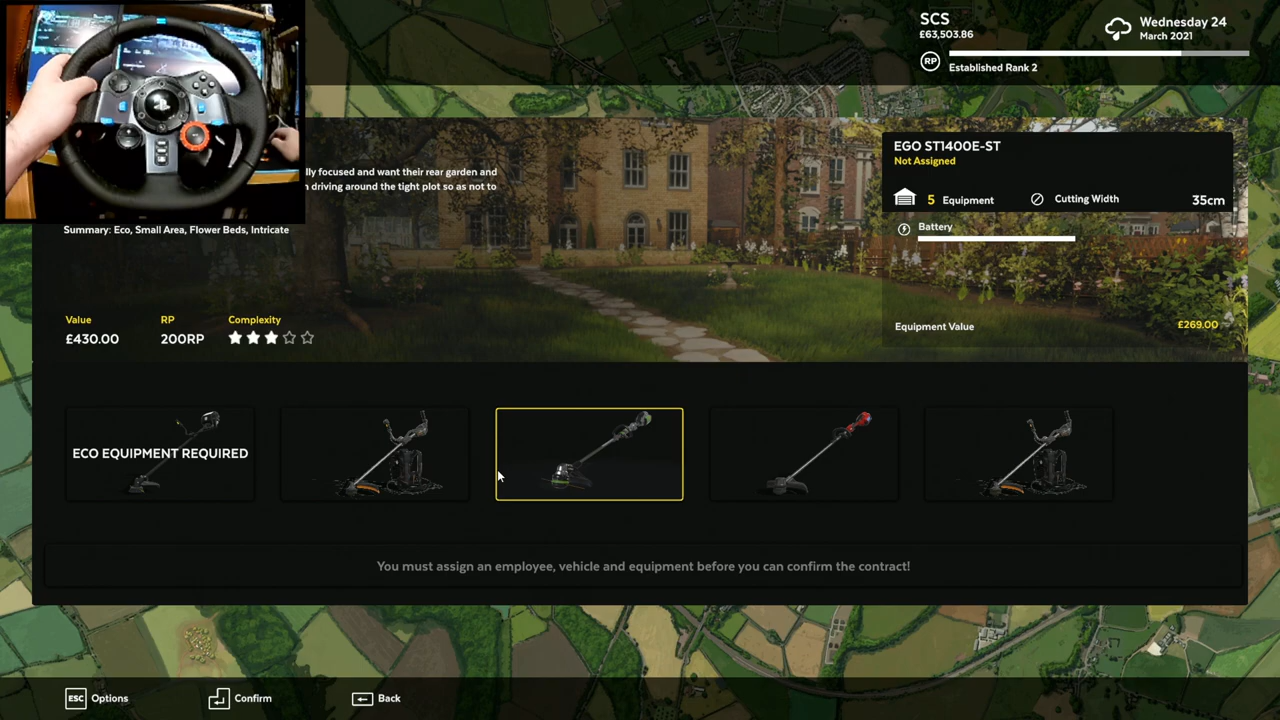 SCS
£63,503.86
Wednesday 24
March 2021
RP
Established Rank 2
lly focused and want their rear garden and
driving around the tight plot so as not to
Summary: Eco, Small Area, Flower Beds, Intricate
EGO ST1400E-ST
Not Assigned
5 Equipment
Cutting Width
35cm
Battery
Value
RP
Complexity
£430.00
200RP
Equipment Value
£269.00
ECO EQUIPMENT REQUIRED
You must assign an employee, vehicle and equipment before you can confirm the contract!
ESC Options
Confirm
Back